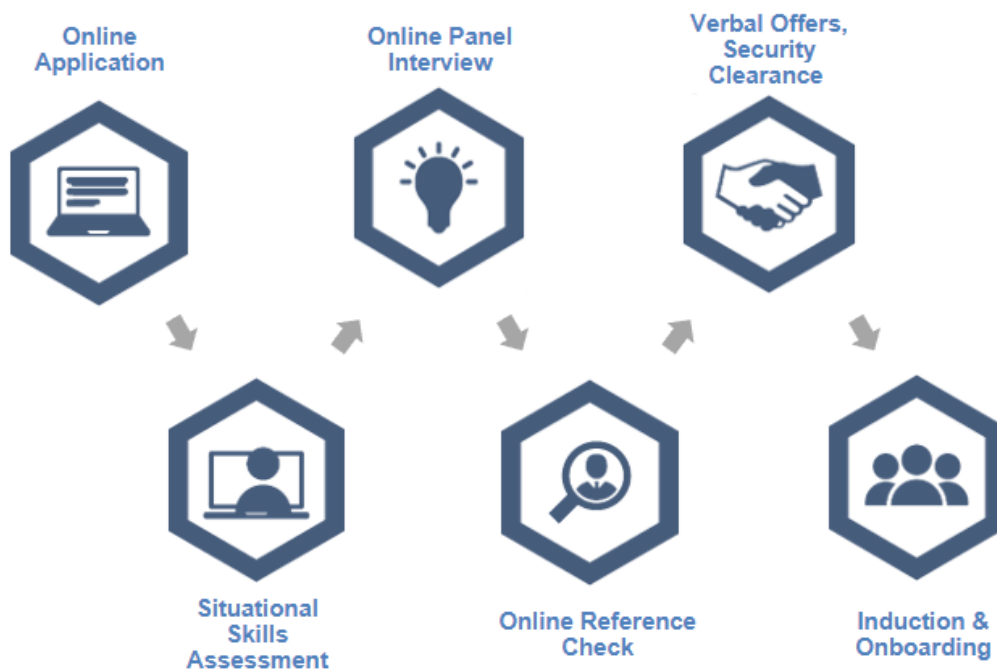 Online
Application
Situational
Skills
Assessment
Online Panel
Interview
Online Reference
Check
Verbal Offers,
Security
Clearance
Induction &
Onboarding